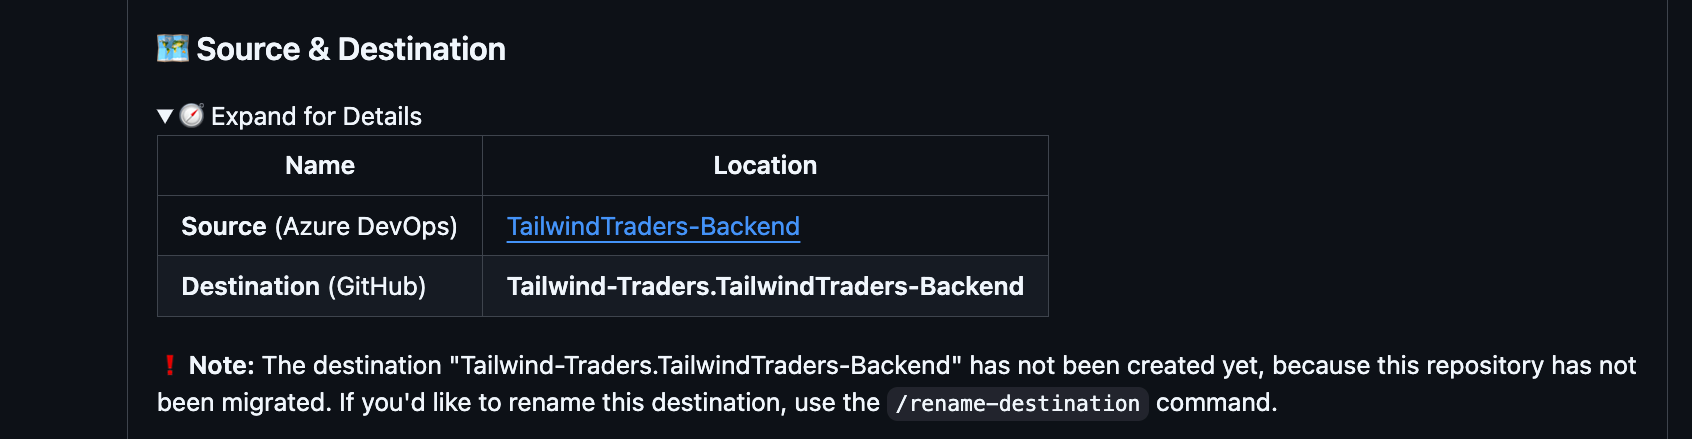 🗺️ Source & Destination
▼ 🧭 Expand for Details
Name Location
Source (Azure DevOps) TailwindTraders-Backend
Destination (GitHub) Tailwind-Traders.TailwindTraders-Backend
❗ Note: The destination "Tailwind-Traders.TailwindTraders-Backend" has not been created yet, because this repository has not
been migrated. If you'd like to rename this destination, use the /rename-destination command.